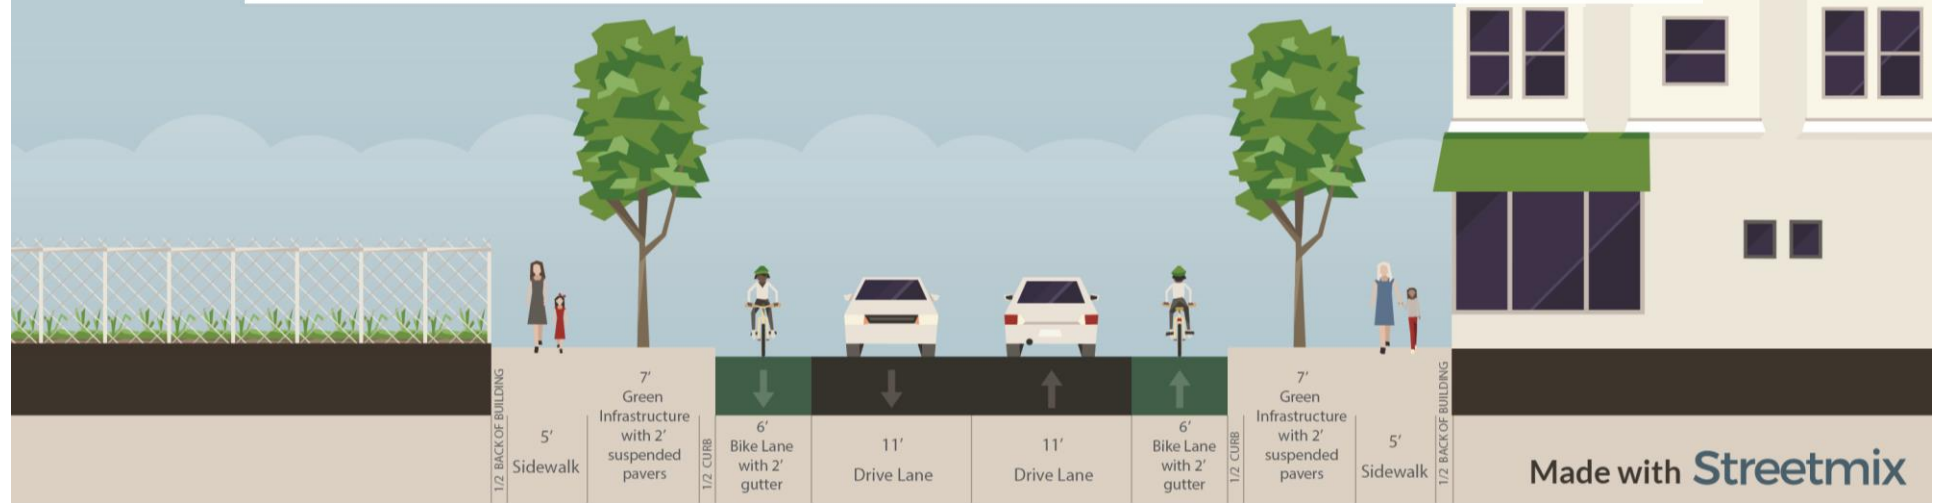 1/2 BACK OF BUILDING
5'
Sidewalk
7'
Green
Infrastructure
with 2'
suspended
pavers
1/2 CURB
6'
Bike Lane
with 2'
gutter
11'
Drive Lane
11'
Drive Lane
6'
Bike Lane
with 2'
gutter
1/2 CURB
7'
Green
Infrastructure
with 2'
suspended
pavers
5'
Sidewalk
1/2 BACK OF BUILDING
Made with Streetmix